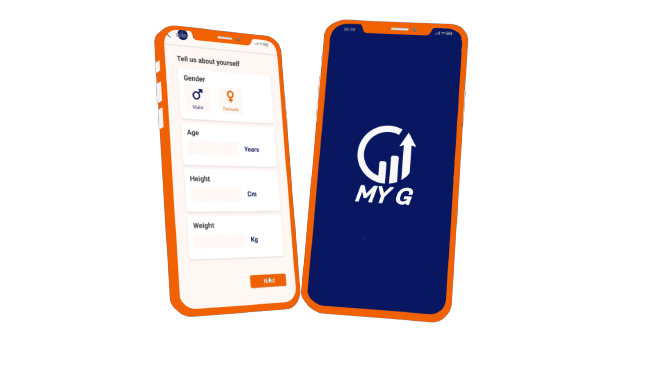 Tell us about yourself
Gender
Male
Female
Age
Years
Height
Cm
Weight
Kg
MY G